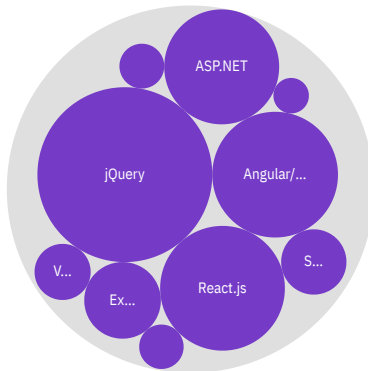 ASP.NET
jQuery
Angular/...
V...
S...
Ex...
React.js